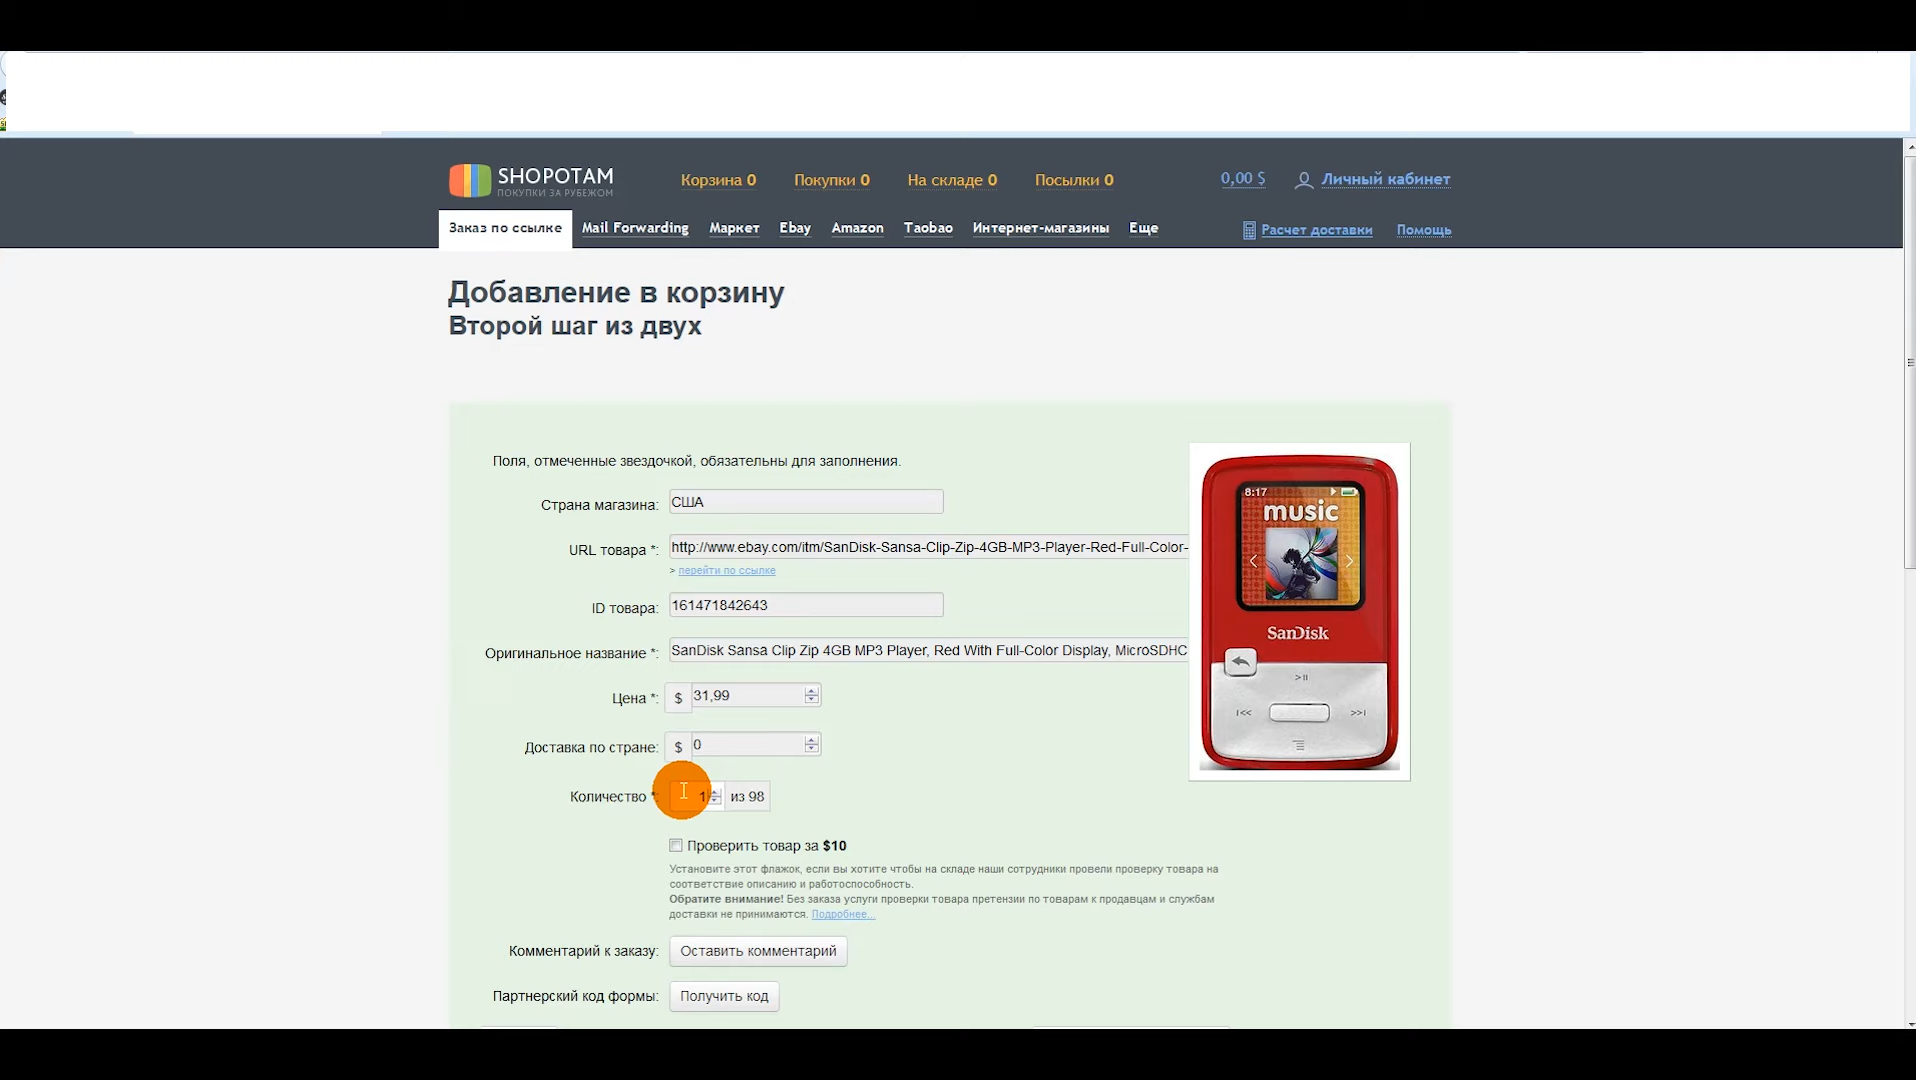 SHOPOTAM
ПОКУПКИ ЗА РУБЕЖОМ
Корзина 0 Покупки 0 На складе 0 Посылки 0 0,00 $ Личный кабинет
Заказ по ссылке Mail Forwarding Маркет Ebay Amazon Taobao Интернет-магазины Еще Расчет доставки Помощь
Добавление в корзину
Второй шаг из двух
Поля, отмеченные звездочкой, обязательны для заполнения.
Страна магазина: США
URL товара *: http://www.ebay.com/itm/SanDisk-Sansa-Clip-Zip-4GB-MP3-Player-Red-Full-Color-
> перейти по ссылке
ID товара: 161471842643
Оригинальное название *: SanDisk Sansa Clip Zip 4GB MP3 Player, Red With Full-Color Display, MicroSDHC
Цена *: $ 31,99
Доставка по стране: $ 0
Количество *: 1 из 98
8:17
music
SanDisk
Проверить товар за $10
Установите этот флажок, если вы хотите чтобы на складе наши сотрудники провели проверку товара на
соответствие описанию и работоспособность.
Обратите внимание! Без заказа услуги проверки товара претензии по товарам к продавцам и службам
доставки не принимаются. Подробнее...
Комментарий к заказу: Оставить комментарий
Партнерский код формы: Получить код